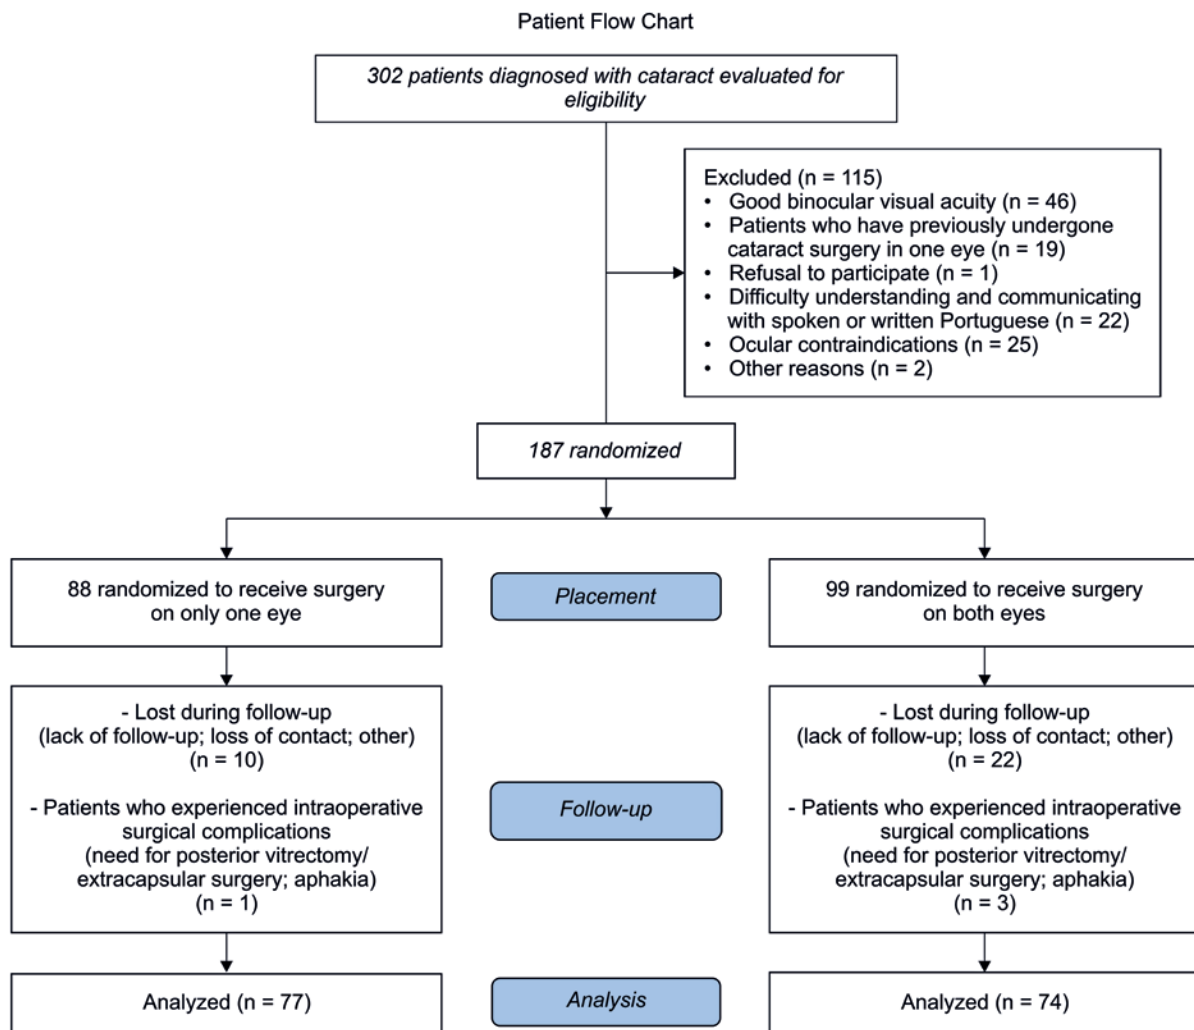 Patient Flow Chart
302 patients diagnosed with cataract evaluated for
eligibility
Excluded (n = 115)
• Good binocular visual acuity (n = 46)
• Patients who have previously undergone
cataract surgery in one eye (n = 19)
• Refusal to participate (n = 1)
• Difficulty understanding and communicating
with spoken or written Portuguese (n = 22)
• Ocular contraindications (n = 25)
• Other reasons (n = 2)
187 randomized
88 randomized to receive surgery
on only one eye
Placement
99 randomized to receive surgery
on both eyes
- Lost during follow-up
(lack of follow-up; loss of contact; other)
(n = 10)
- Patients who experienced intraoperative
surgical complications
(need for posterior vitrectomy/
extracapsular surgery; aphakia)
(n = 1)
Follow-up
- Lost during follow-up
(lack of follow-up; loss of contact; other)
(n = 22)
- Patients who experienced intraoperative
surgical complications
(need for posterior vitrectomy/
extracapsular surgery; aphakia)
(n = 3)
Analyzed (n = 77)
Analysis
Analyzed (n = 74)